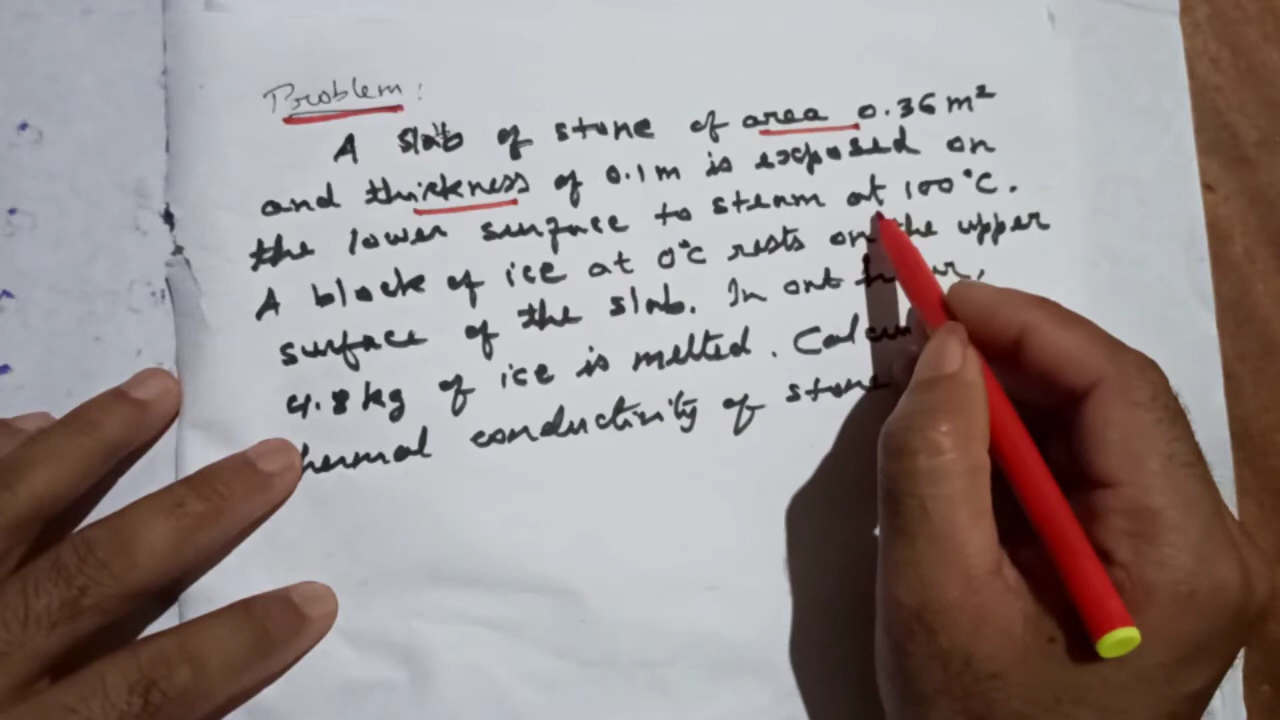 Problem:
A slab of stone of area 0.36 m²
and thickness of 0.1 m is exposed on
the lower surface to steam at 100°C.
A block of ice at 0°C rests on the upper
surface of the slab. In one
4.8 kg of ice is melted.
thermal conductivity of stone